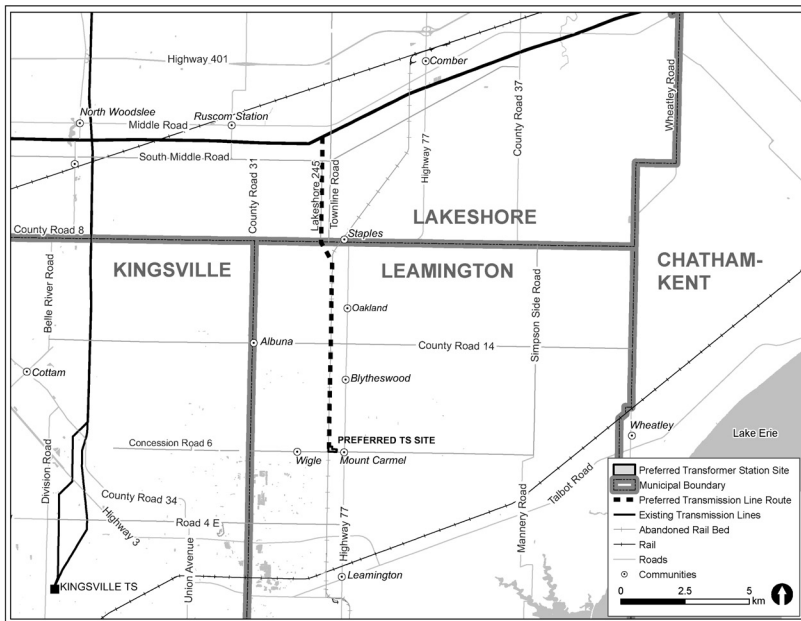 Highway 401
Comber
County Road 37
Wheatley Road
North Woodslee
Ruscom Station
Middle Road
South Middle Road
County Road 31
Lakeshore 245
Townline Road
Highway 77
LAKESHORE
County Road 8
Staples
KINGSVILLE
LEAMINGTON
CHATHAM-
KENT
Belle River Road
Oakland
Simpson Side Road
Albuna
County Road 14
Cottam
Blytheswood
Concession 6
PREFERRED TS SITE
Wigle
Mount Carmel
Wheatley
Lake Erie
Division Road
County Road 34
Highway 3
Road 4 E
Union Avenue
Highway 77
Mannery Road
Talbot Road
Leamington
KINGSVILLE TS
Preferred Transformer Station Site
Municipal Boundary
Preferred Transmission Line Route
Existing Transmission Lines
Abandoned Rail Bed
Rail
Roads
Communities
0 2.5 5
km